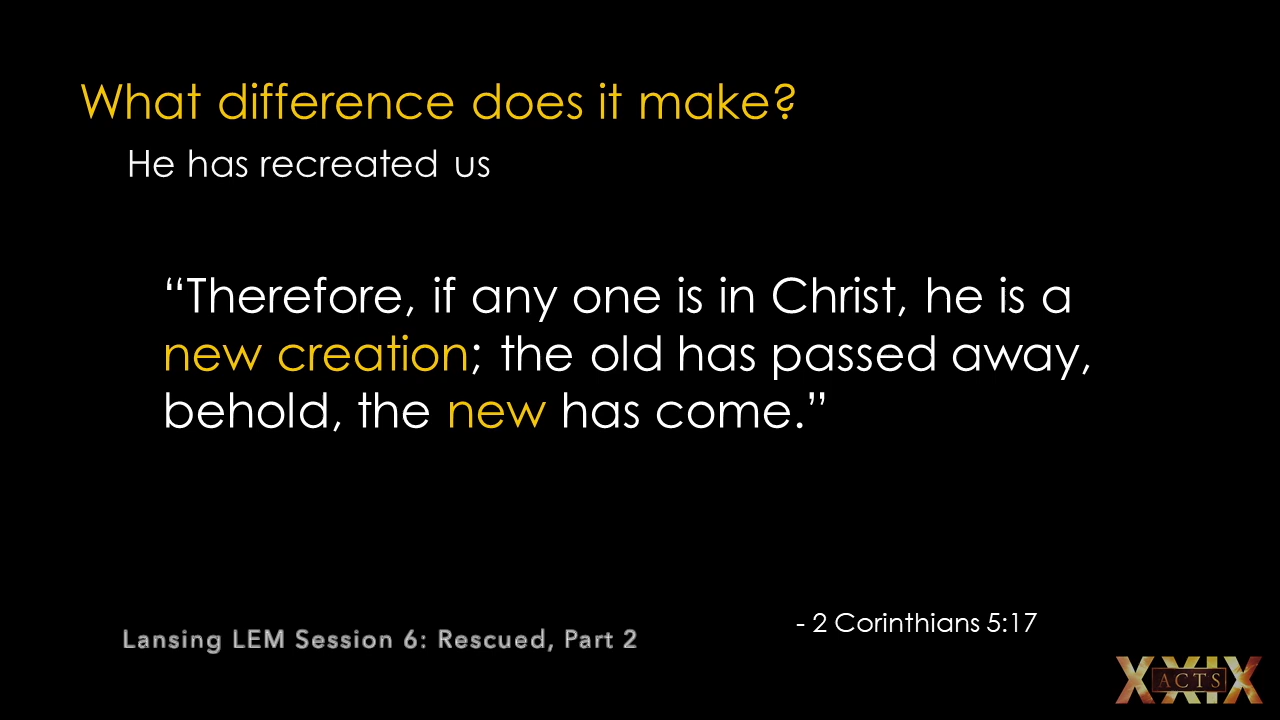 What difference does it make?
He has recreated us
“Therefore, if any one is in Christ, he is a
new creation; the old has passed away,
behold, the new has come.”
- 2 Corinthians 5:17
Lansing LEM Session 6: Rescued, Part 2
XXIX
ACTS